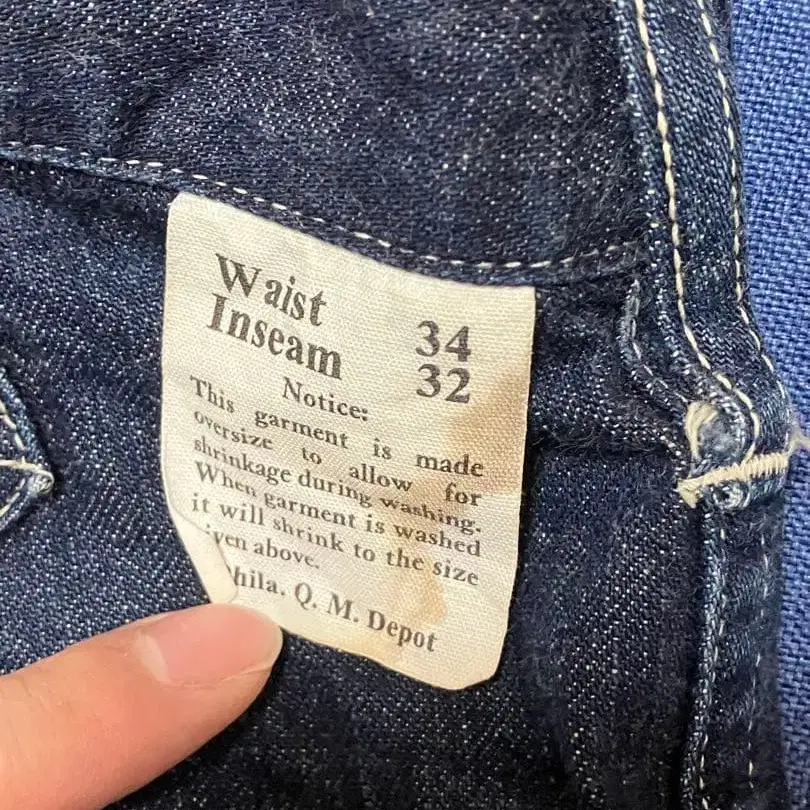 Waist 34
Inseam 32
Notice:
This garment is made
oversize to allow for
shrinkage during washing.
When garment is washed
it will shrink to the size
iven above.
hila. Q. M. Depot